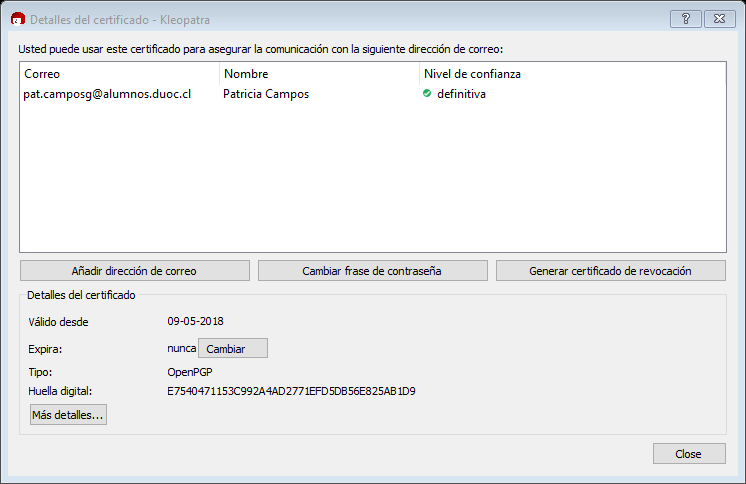 Detalles del certificado - Kleopatra
Usted puede usar este certificado para asegurar la comunicación con la siguiente dirección de correo:
Correo Nombre Nivel de confianza
pat.camposg@alumnos.duoc.cl Patricia Campos definitiva
Añadir dirección de correo Cambiar frase de contraseña Generar certificado de revocación
Detalles del certificado
Válido desde 09-05-2018
Expira: nunca Cambiar
Tipo: OpenPGP
Huella digital: E7540471153C992A4AD2771EFD5DB56E825AB1D9
Más detalles...
Close